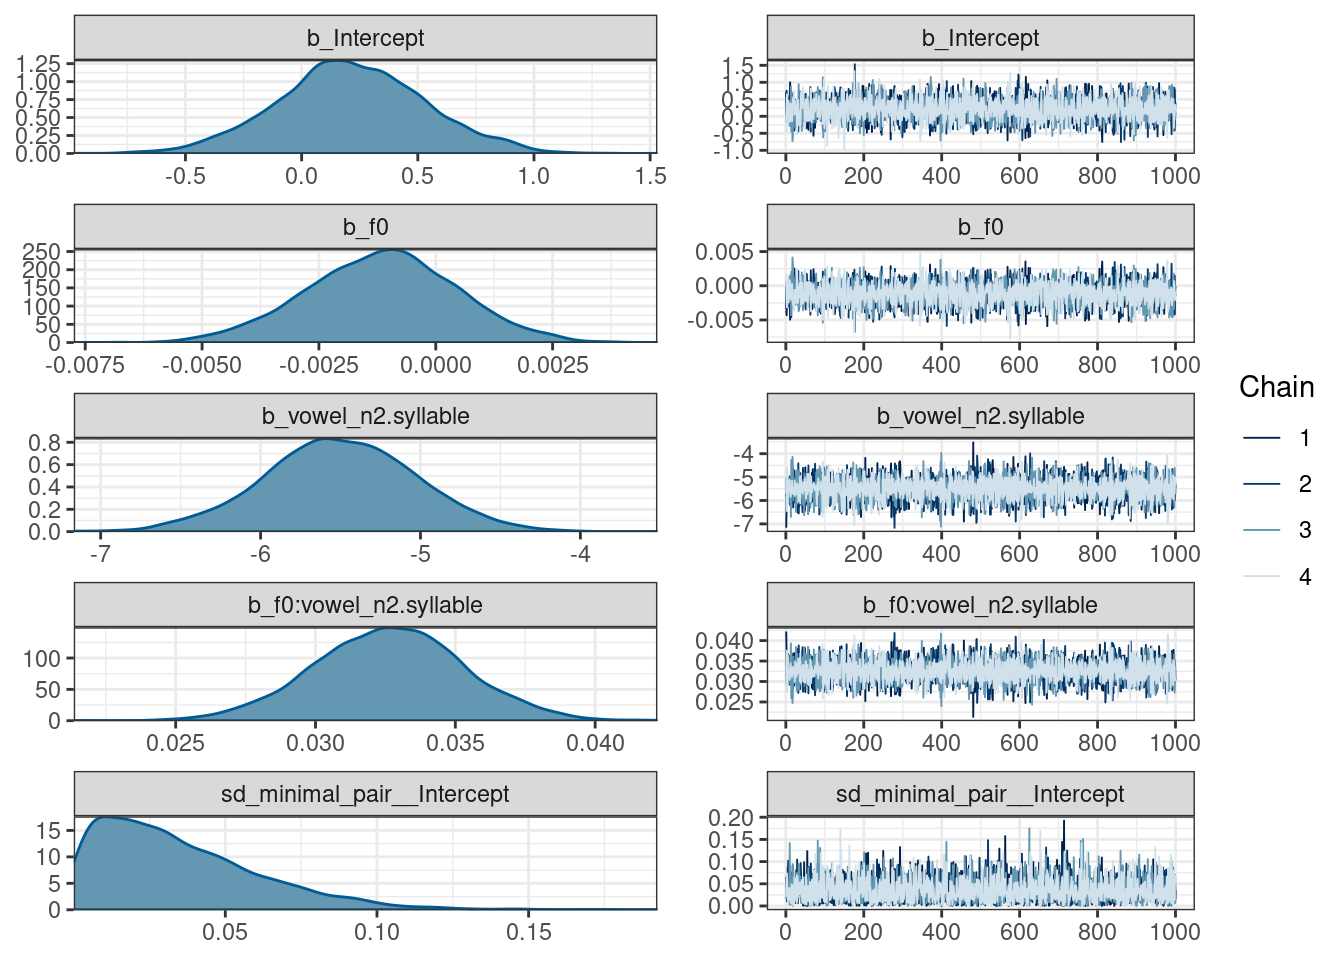 b_Intercept
1.25
1.00
0.75
0.50
0.25
0.00
-0.5 0.0 0.5 1.0 1.5
b_Intercept
1.5
1.0
0.5
0.0
-0.5
-1.0
0 200 400 600 800 1000
b_f0
250
200
150
100
50
0
-0.0075 -0.0050 -0.0025 0.0000 0.0025
b_f0
0.005
0.000
-0.005
0 200 400 600 800 1000
b_vowel_n2.syllable
0.8
0.6
0.4
0.2
0.0
-7 -6 -5 -4
b_vowel_n2.syllable
-4
-5
-6
-7
0 200 400 600 800 1000
b_f0:vowel_n2.syllable
100
50
0
0.025 0.030 0.035 0.040
b_f0:vowel_n2.syllable
0.040
0.035
0.030
0.025
0 200 400 600 800 1000
sd_minimal_pair__Intercept
15
10
5
0
0.05 0.10 0.15
sd_minimal_pair__Intercept
0.20
0.15
0.10
0.05
0.00
0 200 400 600 800 1000
Chain
1
2
3
4